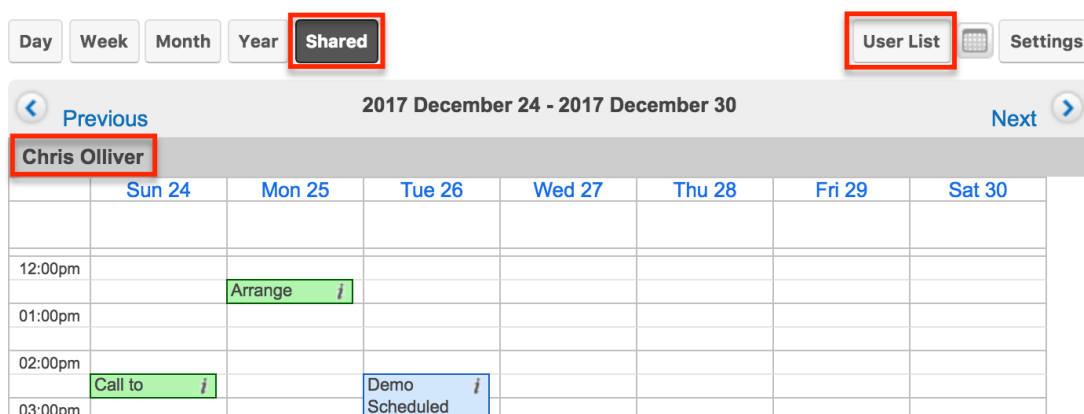 Day Week Month Year Shared User List Settings
Previous 2017 December 24 - 2017 December 30 Next
Chris Olliver
Sun 24 Mon 25 Tue 26 Wed 27 Thu 28 Fri 29 Sat 30
12:00pm
Arrange i
01:00pm
02:00pm
Call to i Demo i
03:00pm Scheduled